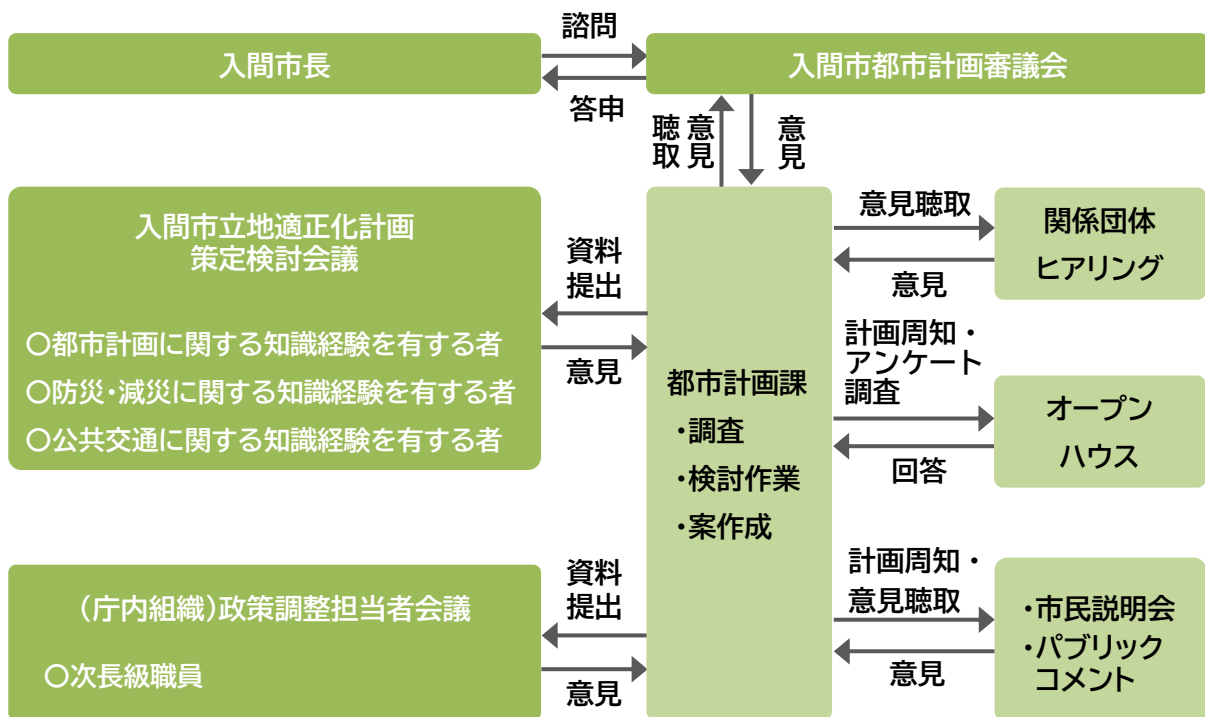 諮問
入間市長
入間市都市計画審議会
答申
意見
聴取
意見
入間市立地適正化計画
策定検討会議
○都市計画に関する知識経験を有する者
○防災・減災に関する知識経験を有する者
○公共交通に関する知識経験を有する者
資料
提出
意見
(庁内組織)政策調整担当者会議
○次長級職員
資料
提出
意見
都市計画課
・調査
・検討作業
・案作成
意見聴取
意見
関係団体
ヒアリング
計画周知・
アンケート
調査
回答
オープン
ハウス
計画周知・
意見聴取
意見
・市民説明会
・パブリック
コメント